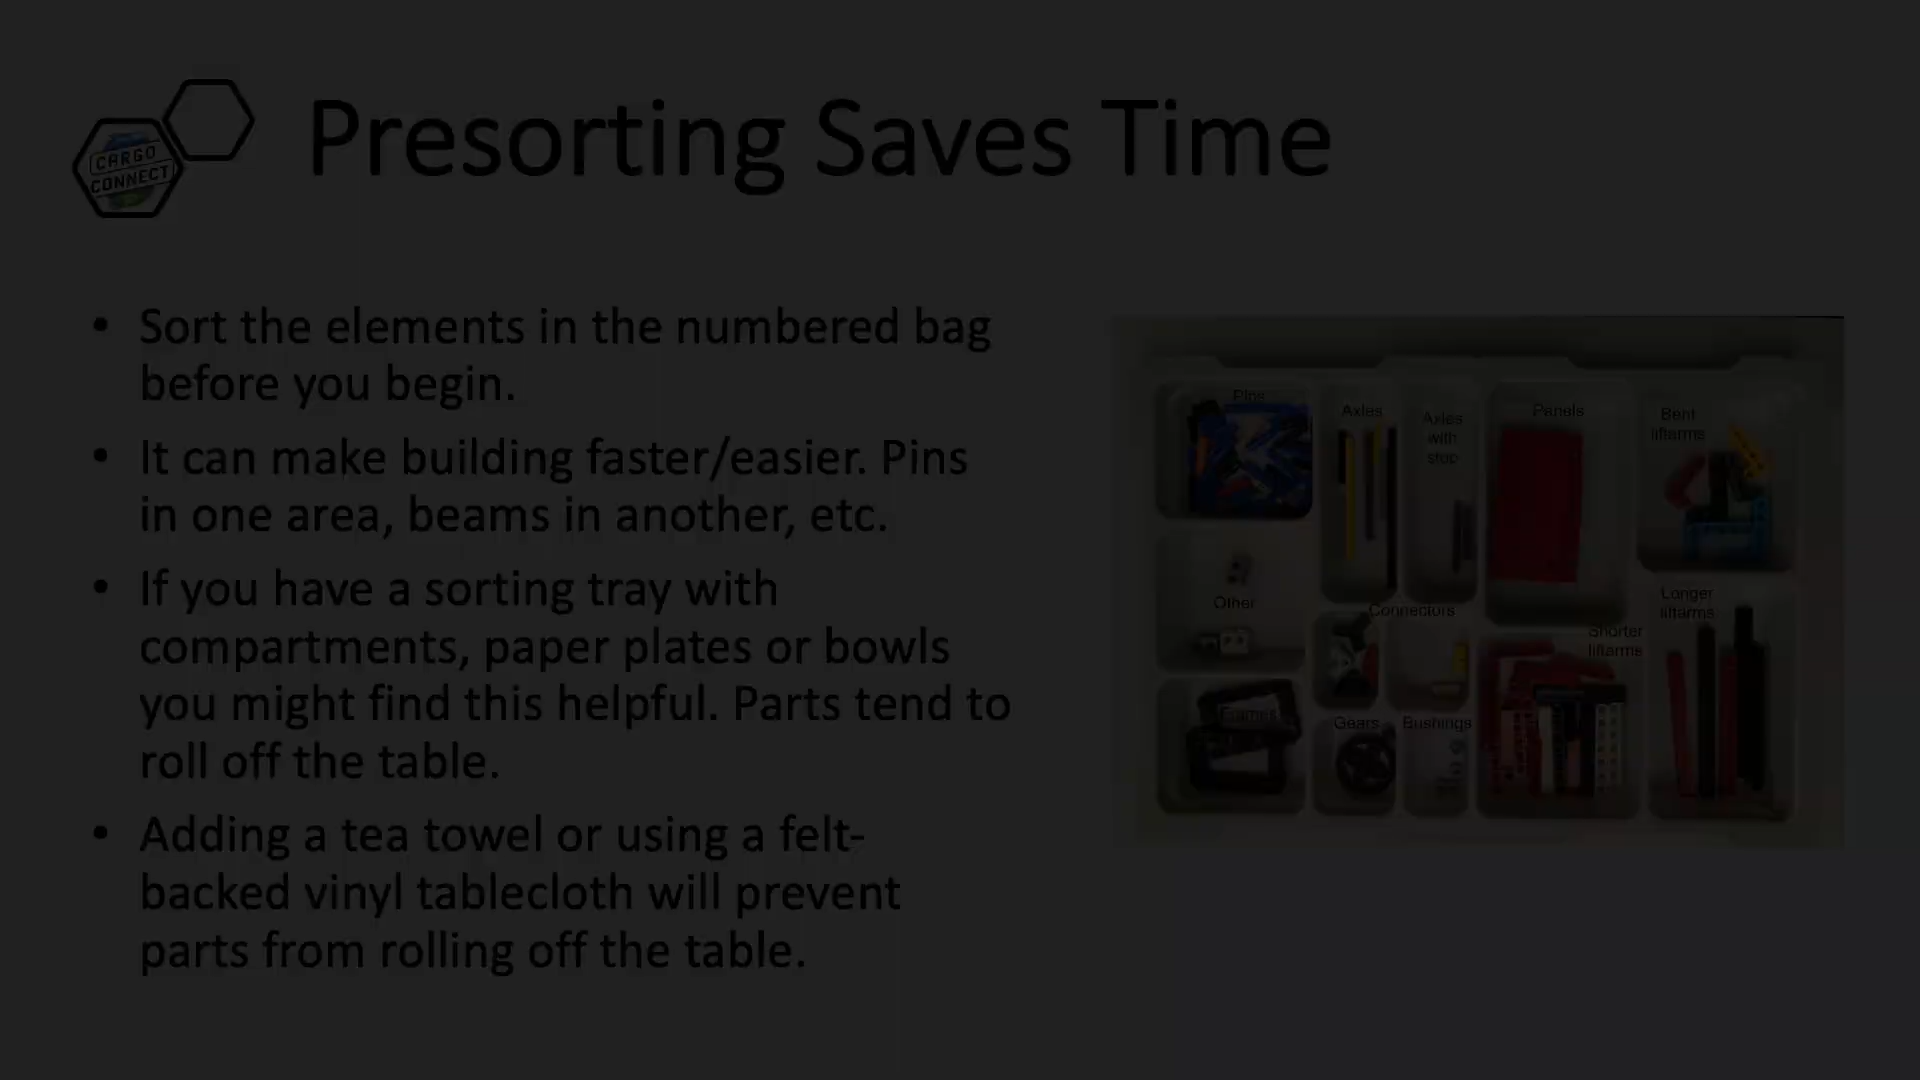 CARGO
CONNECT
Presorting Saves Time
• Sort the elements in the numbered bag
before you begin.
• It can make building faster/easier. Pins
in one area, beams in another, etc.
• If you have a sorting tray with
compartments, paper plates or bowls
you might find this helpful. Parts tend to
roll off the table.
• Adding a tea towel or using a felt-
backed vinyl tablecloth will prevent
parts from rolling off the table.
Pins
Axles
Axles
with
stop
Panels
Bent
liftarms
Other
Connectors
Shorter
liftarms
Longer
liftarms
Frames
Gears
Bushings